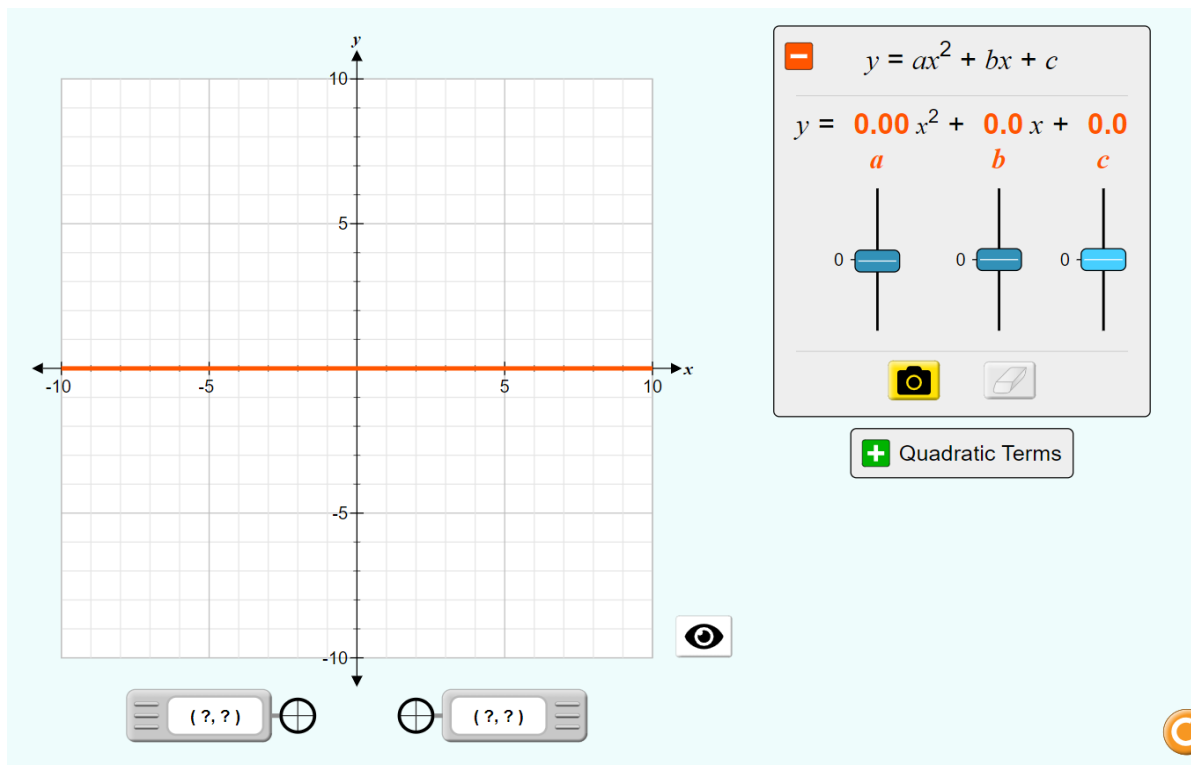 y
10
5
-10
-5
5
10
x
-5
-10
( ?, ? )
( ?, ? )
y = ax² + bx + c
y = 0.00 x² + 0.0 x + 0.0
a b c
0 0 0
Quadratic Terms